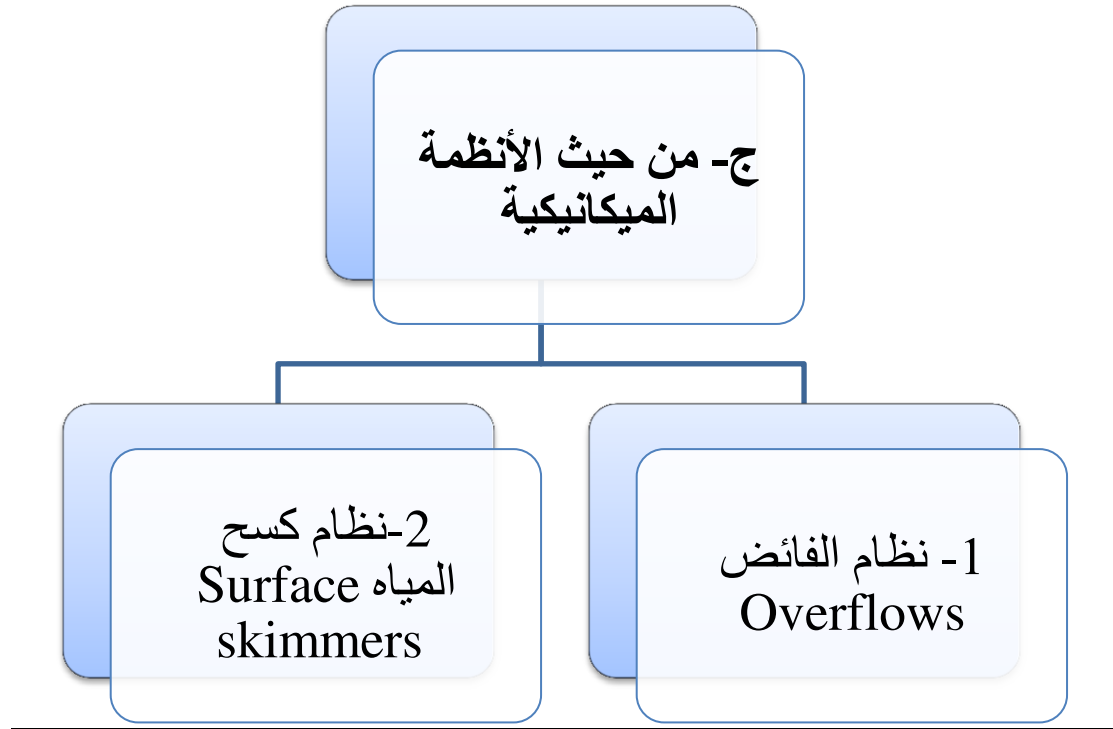 ج- من حيث الأنظمة
الميكانيكية
1- نظام الفائض
Overflows
2-نظام كسح
المياه Surface
skimmers